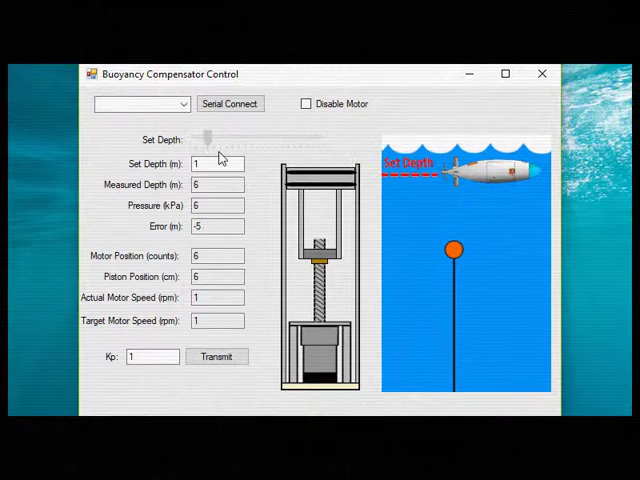 Buoyancy Compensator Control
Serial Connect
Disable Motor
Set Depth:
Set Depth (m): 1
Measured Depth (m): 6
Pressure (kPa) 6
Error (m): -5
Motor Position (counts): 6
Piston Position (cm): 6
Actual Motor Speed (rpm): 1
Target Motor Speed (rpm): 1
Kp: 1 Transmit
Set Depth